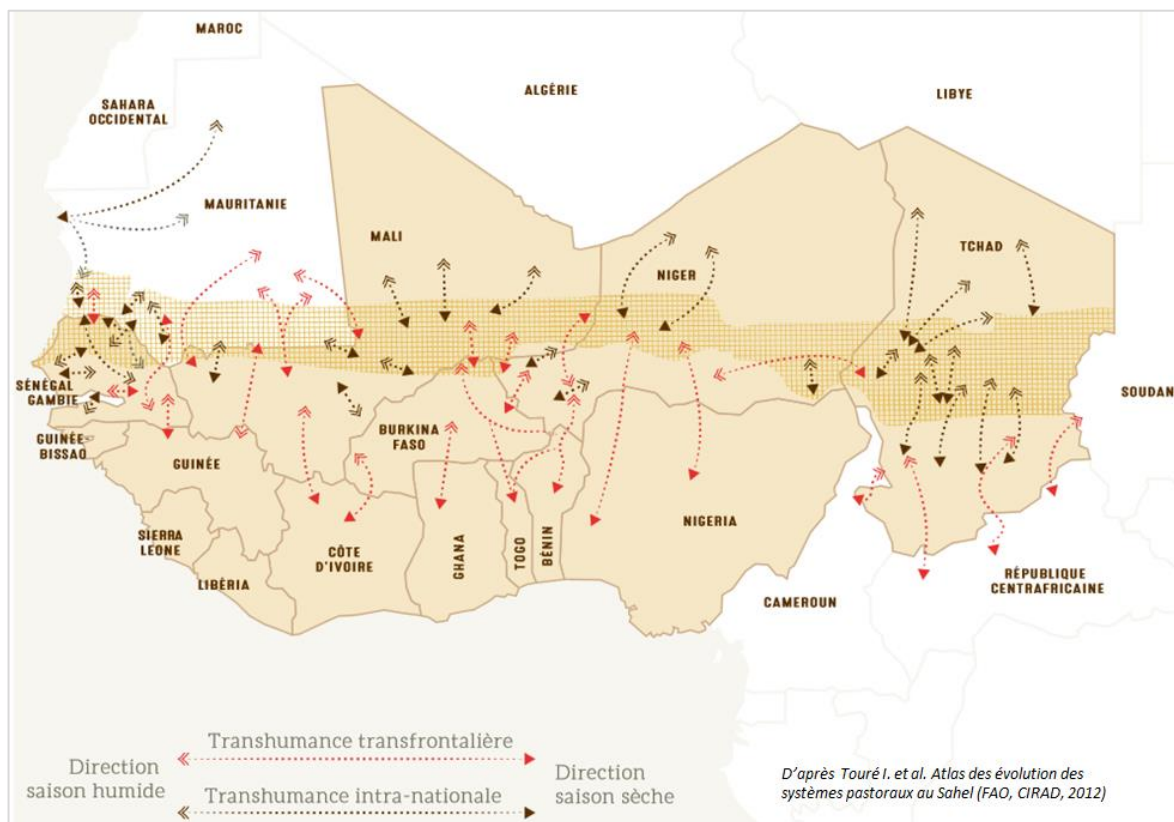 MAROC
ALGÉRIE
LIBYE
SAHARA
OCCIDENTAL
MAURITANIE
MALI
NIGER
TCHAD
SÉNÉGAL
GAMBIE
SOUDAN
GUINÉE-
BISSAO
GUINÉE
BURKINA
FASO
SIERRA
LEONE
LIBÉRIA
CÔTE
D'IVOIRE
GHANA
TOGO
BÉNIN
NIGERIA
CAMEROUN
RÉPUBLIQUE
CENTRAFRICAINE
Direction
saison humide
Transhumance transfrontalière
Transhumance intra-nationale
Direction
saison sèche
D'après Touré I. et al. Atlas des évolution des
systèmes pastoraux au Sahel (FAO, CIRAD, 2012)